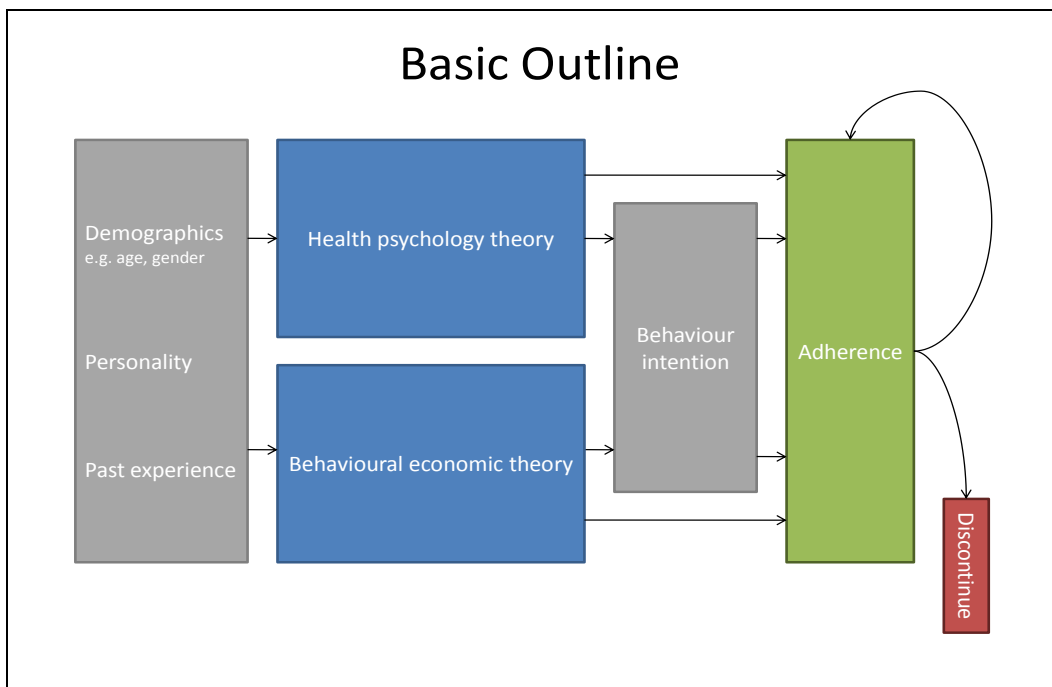 Basic Outline
Demographics
e.g. age, gender
Personality
Past experience
Health psychology theory
Behavioural economic theory
Behaviour
intention
Adherence
Discontinue